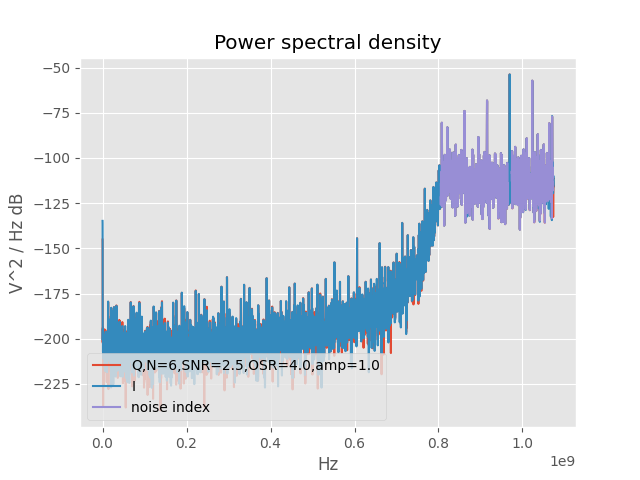 Power spectral density
V^2 / Hz dB
−50
−75
−100
−125
−150
−175
−200
−225
Q,N=6,SNR=2.5,OSR=4.0,amp=1.0
I
noise index
0.0 0.2 0.4 0.6 0.8 1.0
1e9
Hz